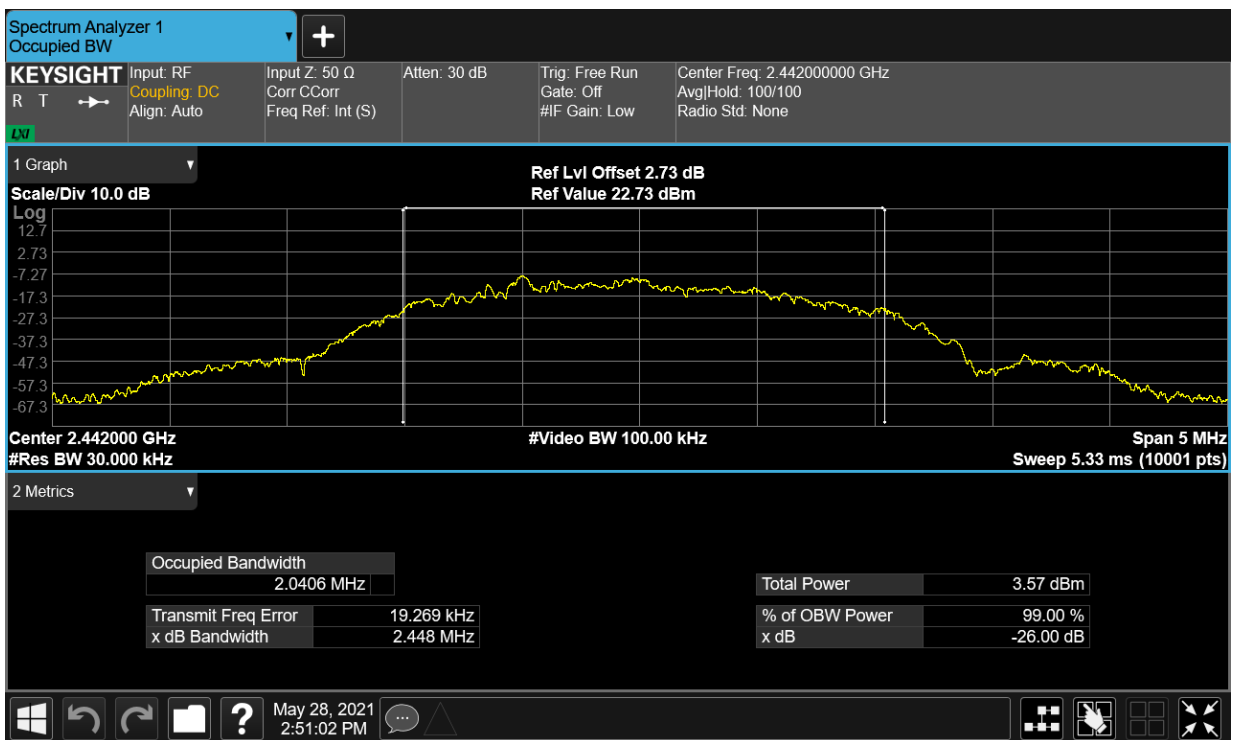 Spectrum Analyzer 1
Occupied BW
KEYSIGHT
R T
LXI
Input: RF
Coupling: DC
Align: Auto
Input Z: 50 Ω
Corr CCorr
Freq Ref: Int (S)
Atten: 30 dB
Trig: Free Run
Gate: Off
#IF Gain: Low
Center Freq: 2.442000000 GHz
Avg|Hold: 100/100
Radio Std: None
1 Graph
Scale/Div 10.0 dB
Ref Lvl Offset 2.73 dB
Ref Value 22.73 dBm
Log
12.7
2.73
-7.27
-17.3
-27.3
-37.3
-47.3
-57.3
-67.3
Center 2.442000 GHz
#Video BW 100.00 kHz
Span 5 MHz
#Res BW 30.000 kHz
Sweep 5.33 ms (10001 pts)
2 Metrics
Occupied Bandwidth
2.0406 MHz
Total Power 3.57 dBm
Transmit Freq Error 19.269 kHz
% of OBW Power 99.00 %
x dB Bandwidth 2.448 MHz
x dB -26.00 dB
?
May 28, 2021
2:51:02 PM